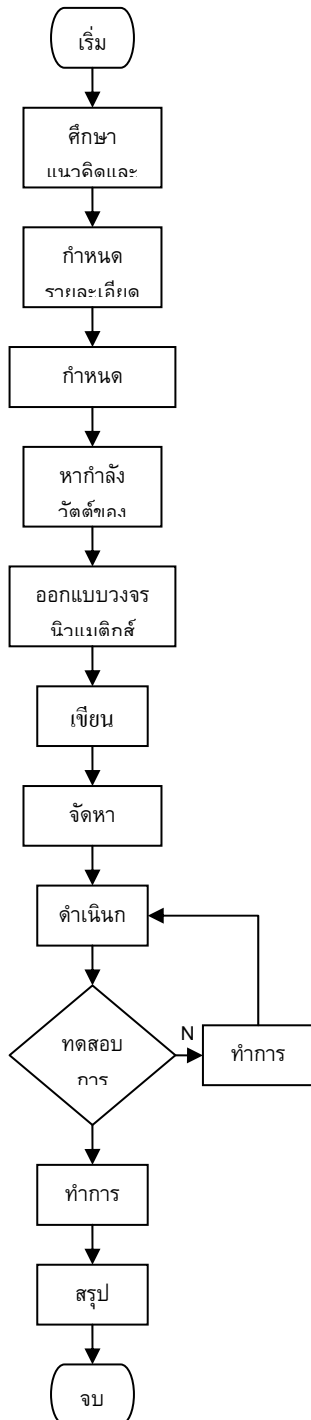 เริ่ม
ศึกษา
แนวคิดและ
กำหนด
รายละเอียด
กำหนด
หากำลัง
วัตต์ของ
ออกแบบวงจร
นิวแมติกส์
เขียน
จัดหา
ดำเนินก
ทดสอบ
การ
N
ทำการ
ทำการ
สรุป
จบ